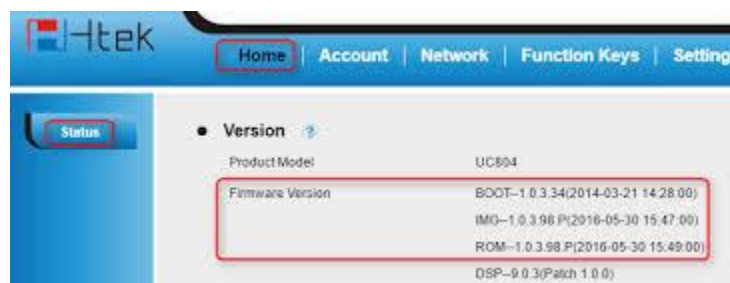 Htek
Home | Account | Network | Function Keys | Setting
Status
Version ?
Product Model UC804
Firmware Version BOOT--1.0.3.34(2014-03-21 14:28:00)
IMG--1.0.3.98.P(2016-05-30 15:47:00)
ROM--1.0.3.98.P(2016-05-30 15:49:00)
DSP--9.0.3(Patch 1.0.0)